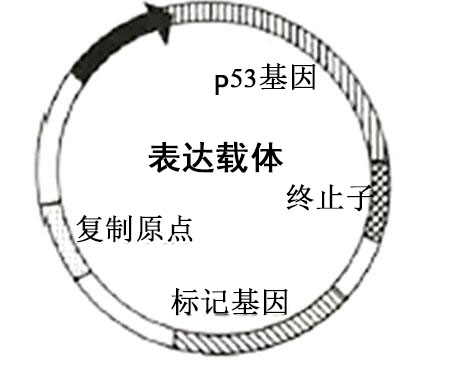 p53基因
表达载体
终止子
复制原点
标记基因